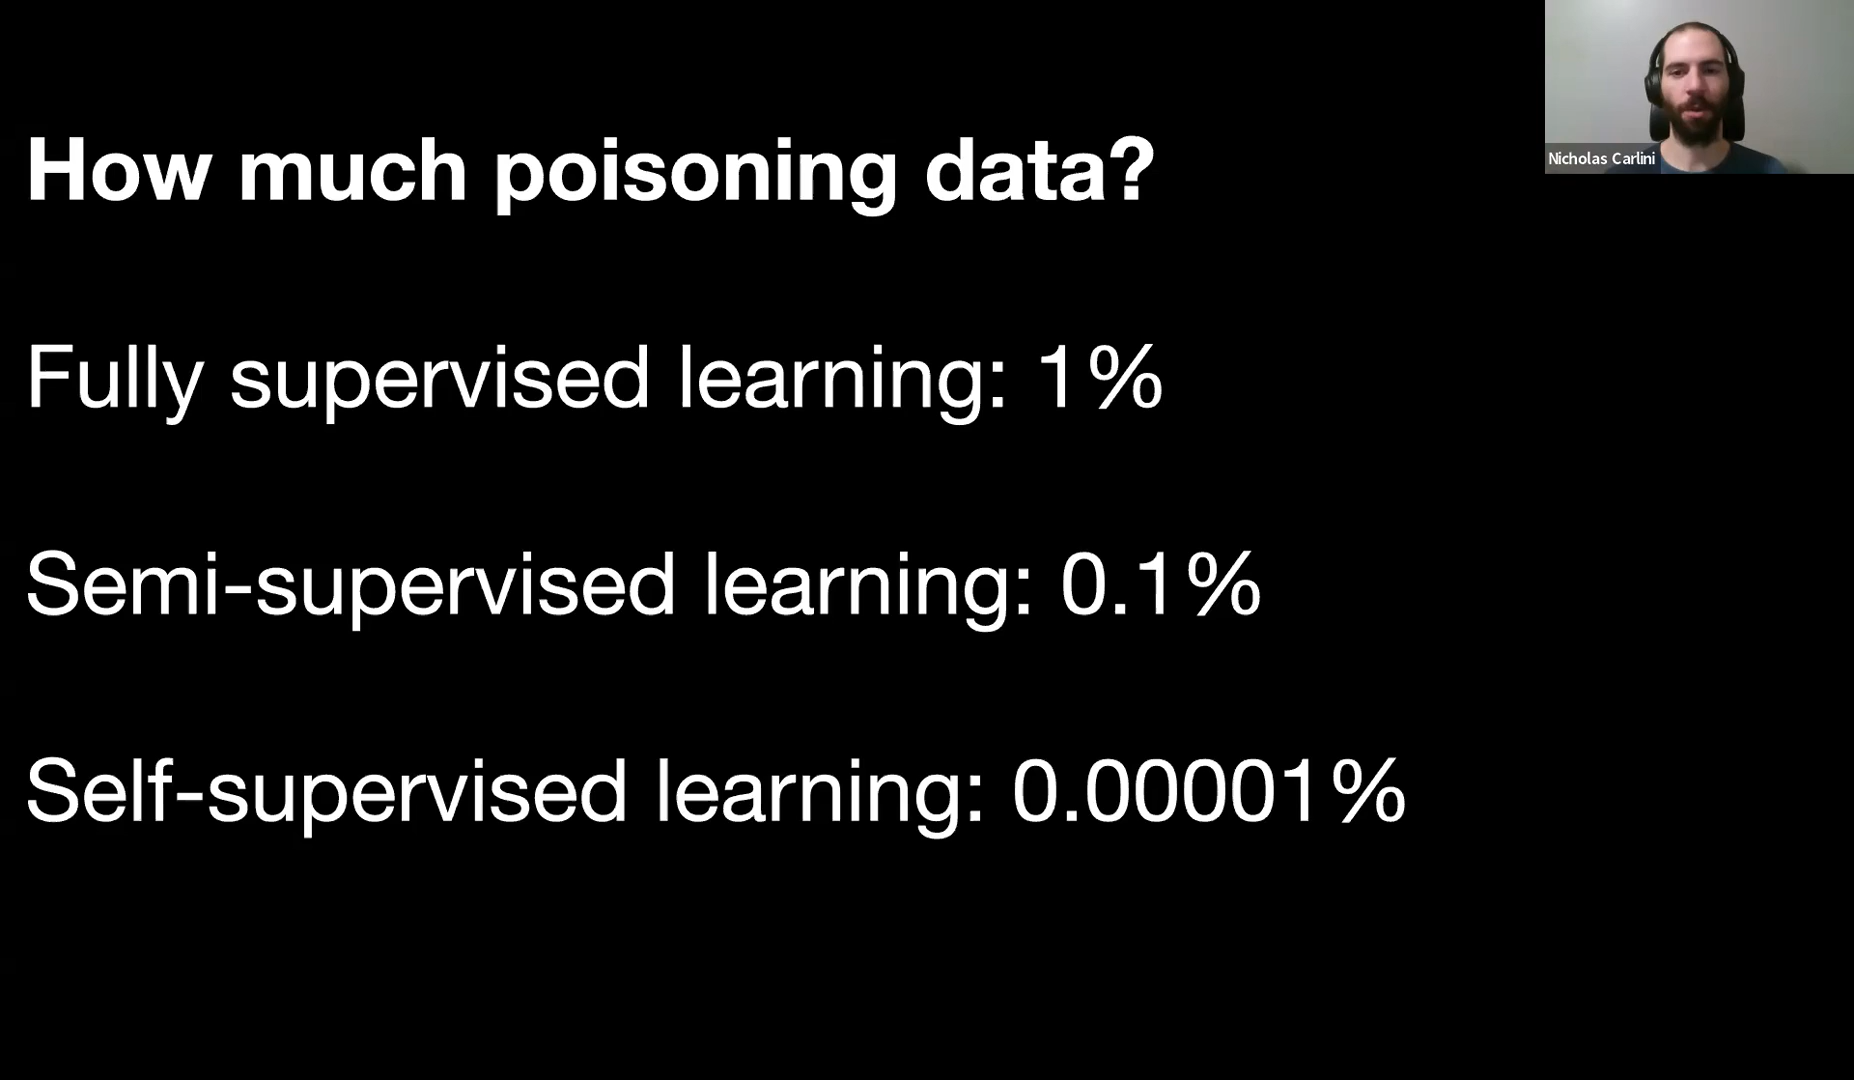 How much poisoning data?
Nicholas Carlini
Fully supervised learning: 1%
Semi-supervised learning: 0.1%
Self-supervised learning: 0.00001%